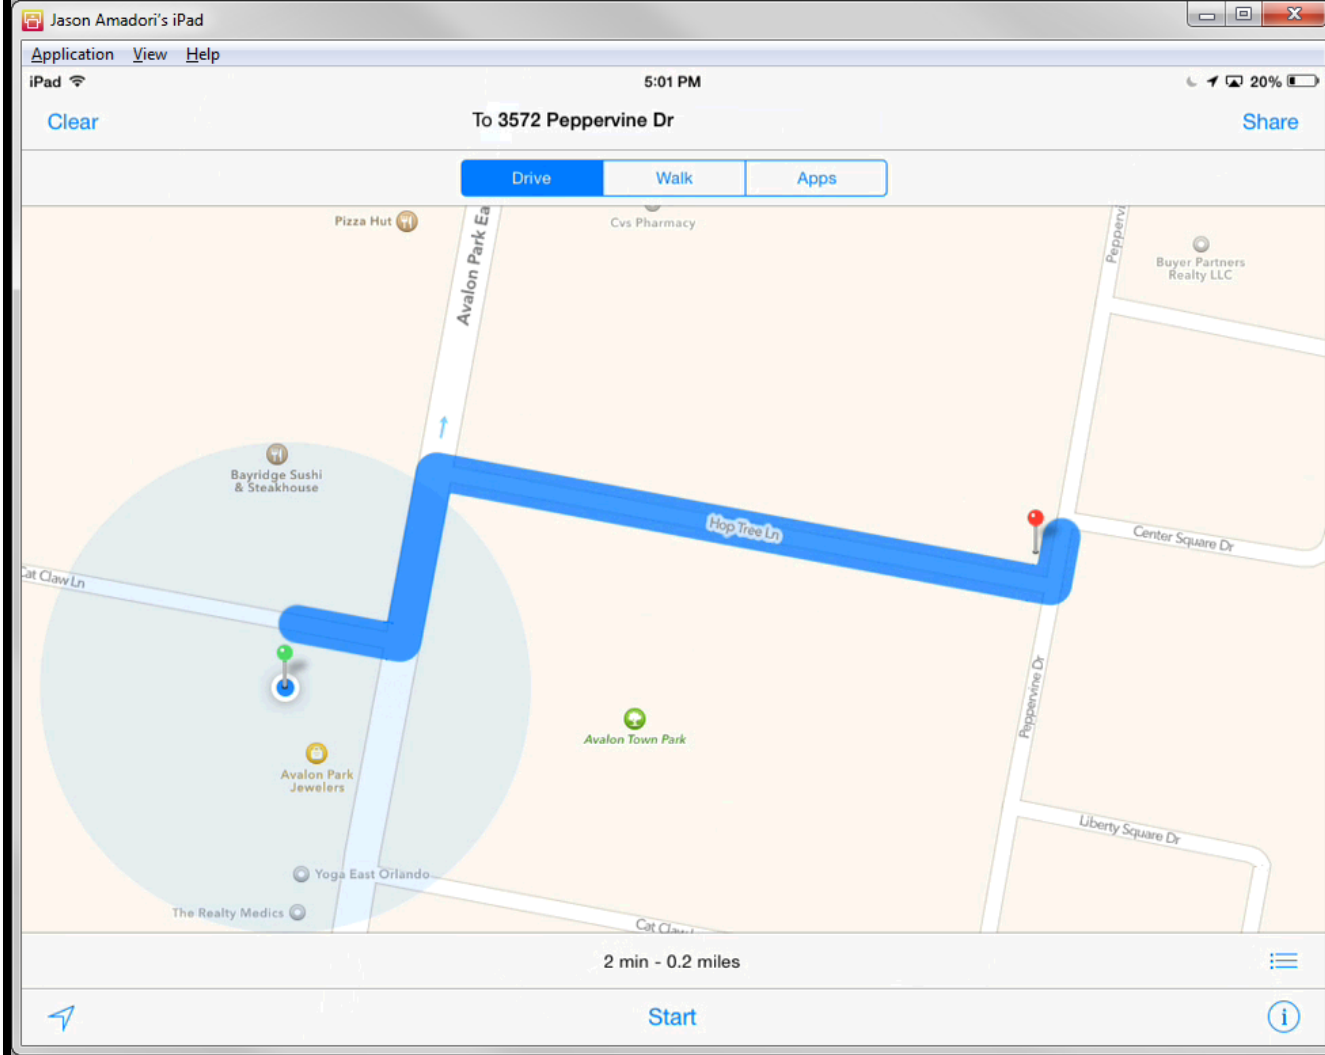 Jason Amadori's iPad
Application View Help
iPad 5:01 PM 20%
Clear To 3572 Peppervine Dr Share
Drive Walk Apps
Pizza Hut
Avalon Park Ea
Cvs Pharmacy
Peppervi
Buyer Partners
Realty LLC
Bayridge Sushi
& Steakhouse
Hop Tree Ln
Center Square Dr
Cat Claw Ln
Peppervine Dr
Avalon Town Park
Avalon Park
Jewelers
Liberty Square Dr
Yoga East Orlando
The Realty Medics
Cat Claw
2 min - 0.2 miles
Start